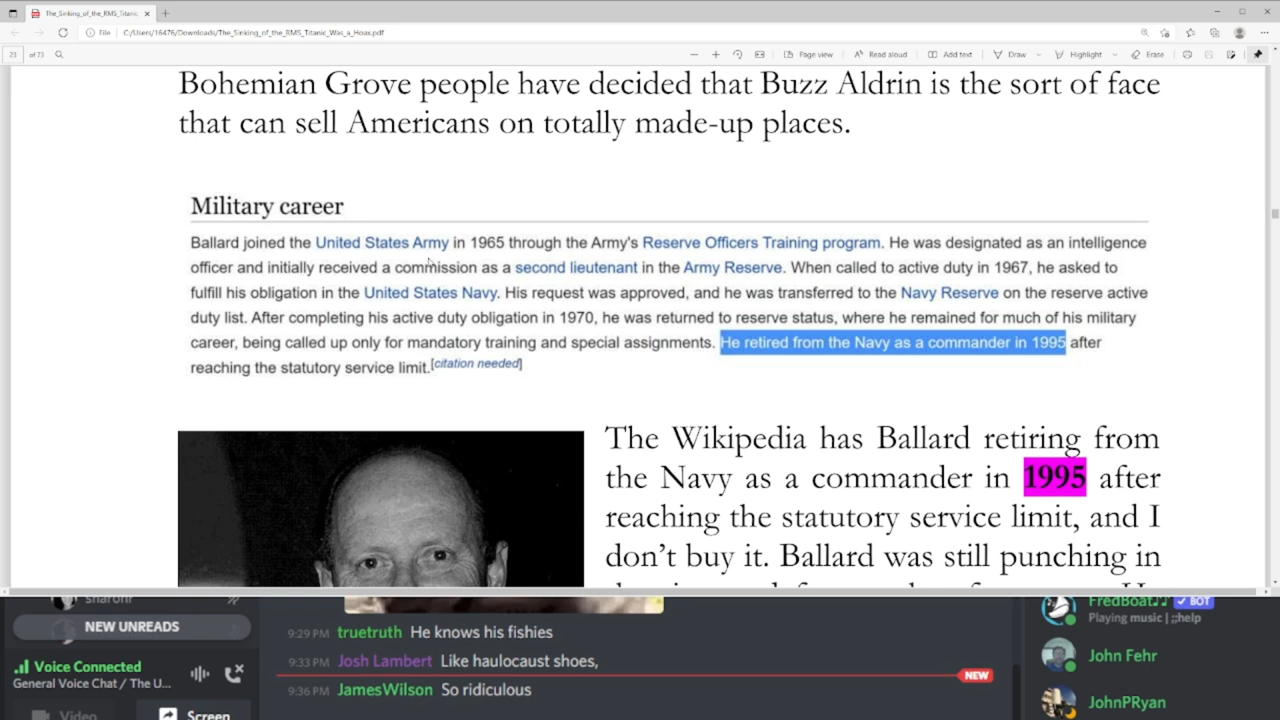 The_Sinking_of_the_RMS_Titanic
File C:/Users/16476/Downloads/The_Sinking_of_the_RMS_Titanic_Was_a_Hoax.pdf
23 of 73 Page view Read aloud Add text Draw Highlight Erase
Bohemian Grove people have decided that Buzz Aldrin is the sort of face
that can sell Americans on totally made-up places.
Military career
Ballard joined the United States Army in 1965 through the Army's Reserve Officers Training program. He was designated as an intelligence
officer and initially received a commission as a second lieutenant in the Army Reserve. When called to active duty in 1967, he asked to
fulfill his obligation in the United States Navy. His request was approved, and he was transferred to the Navy Reserve on the reserve active
duty list. After completing his active duty obligation in 1970, he was returned to reserve status, where he remained for much of his military
career, being called up only for mandatory training and special assignments. He retired from the Navy as a commander in 1995 after
reaching the statutory service limit.[citation needed]
The Wikipedia has Ballard retiring from
the Navy as a commander in 1995 after
reaching the statutory service limit, and I
don't buy it. Ballard was still punching in
NEW UNREADS
Voice Connected
General Voice Chat / The U...
Video Screen
9:29 PM truetruth He knows his fishies
9:33 PM Josh Lambert Like haulocaust shoes,
NEW
9:36 PM JamesWilson So ridiculous
FredBoat♪♪ ✓ BOT
Playing music | ;;help
John Fehr
JohnPRyan